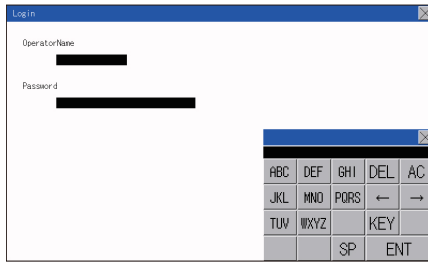 Login
OperatorName
Password
ABC DEF GHI DEL AC
JKL MNO PQRS ← →
TUV WXYZ KEY
SP ENT